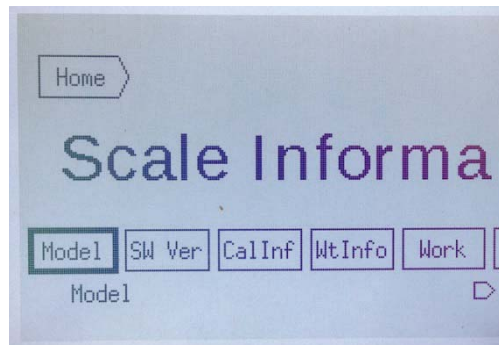 Home
Scale Informa
Model SW Ver CalInf WtInfo Work
Model